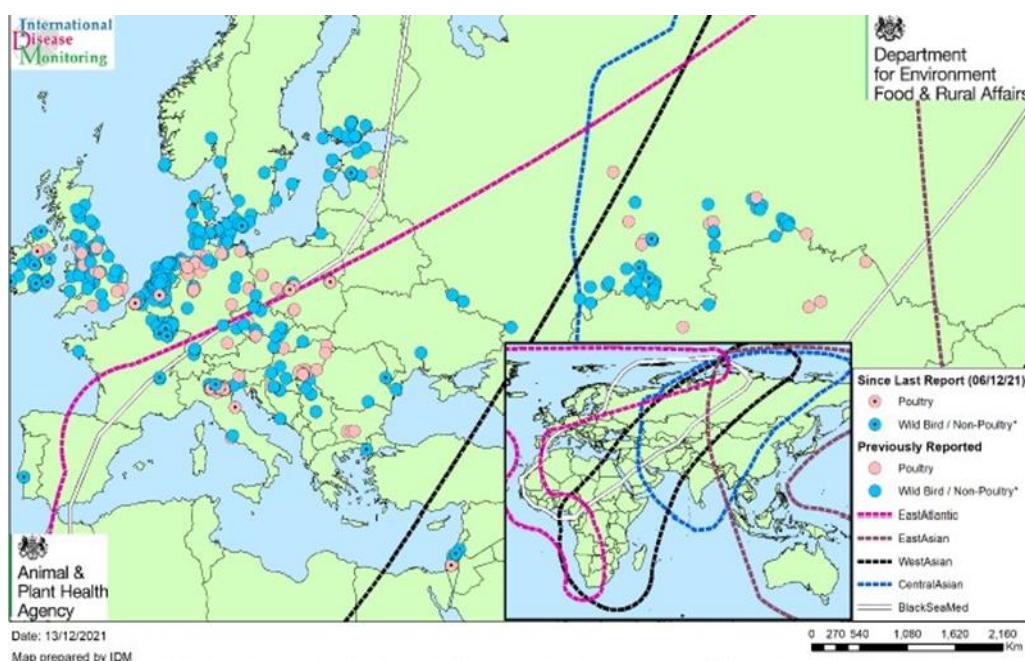 International
Disease
Monitoring
Department
for Environment
Food & Rural Affairs
Since Last Report (06/12/21)
Poultry
Wild Bird / Non-Poultry*
Previously Reported
Poultry
Wild Bird / Non-Poultry*
EastAtlantic
EastAsian
WestAsian
CentralAsian
BlackSeaMed
Animal &
Plant Health
Agency
Date: 13/12/2021
Map prepared by IDM
0 270 540 1,080 1,620 2,160
Km